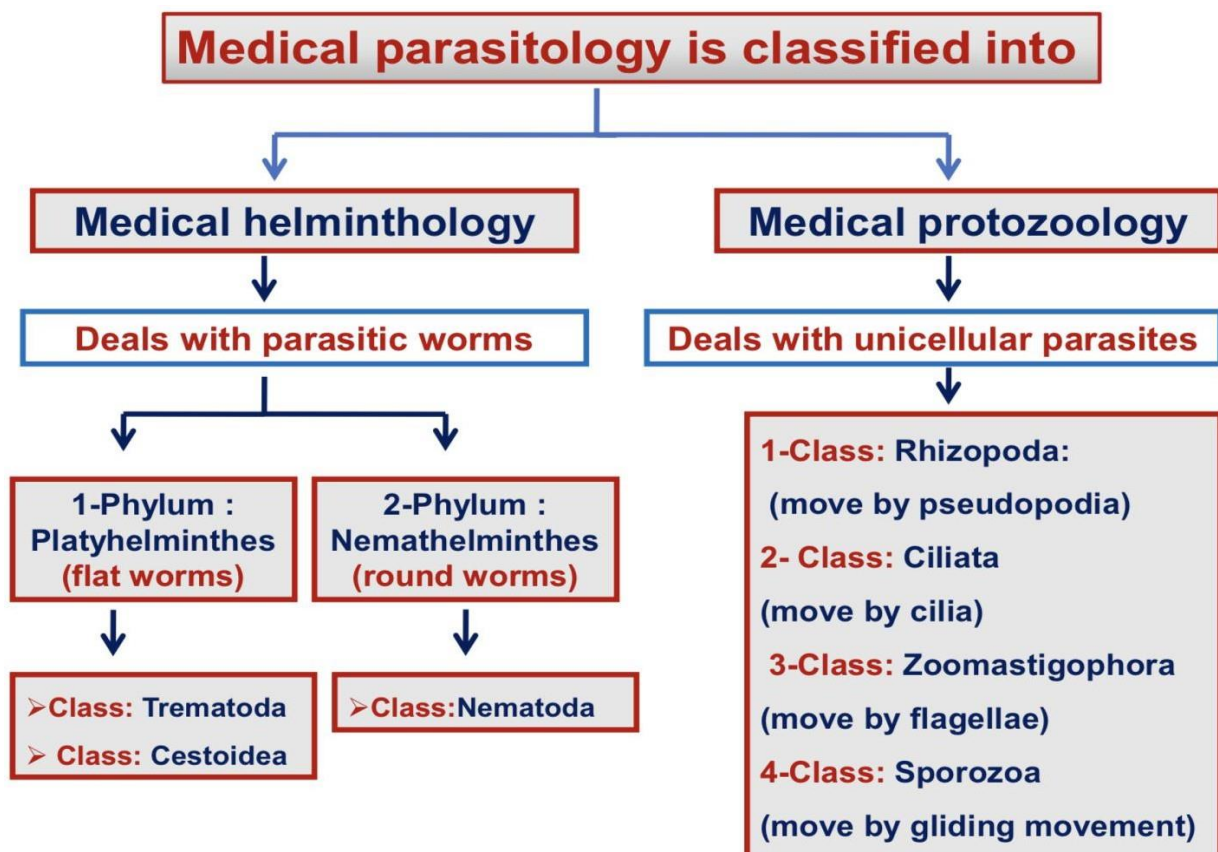 Medical parasitology is classified into
Medical helminthology
Deals with parasitic worms
1-Phylum :
Platyhelminthes
(flat worms)
➢Class: Trematoda
➢ Class: Cestoidea
2-Phylum :
Nemathelminthes
(round worms)
➢Class:Nematoda
Medical protozoology
Deals with unicellular parasites
1-Class: Rhizopoda:
(move by pseudopodia)
2- Class: Ciliata
(move by cilia)
3-Class: Zoomastigophora
(move by flagellae)
4-Class: Sporozoa
(move by gliding movement)